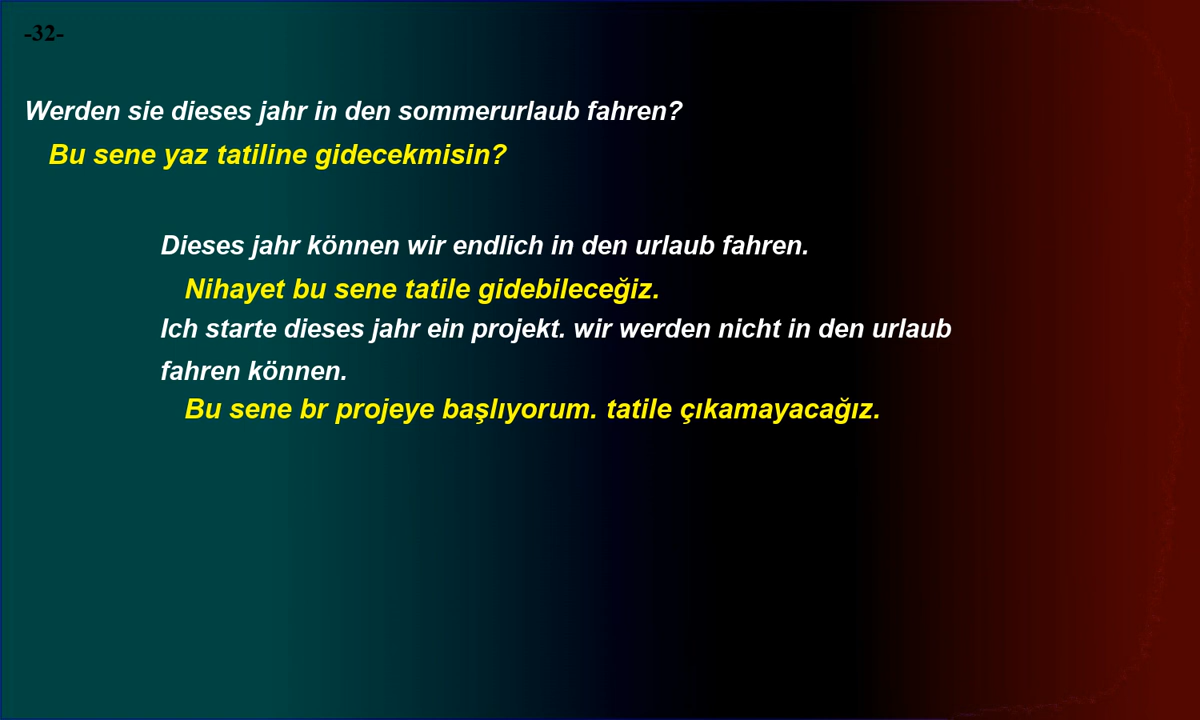 -32-
Werden sie dieses jahr in den sommerurlaub fahren?
Bu sene yaz tatiline gidecekmisin?
Dieses jahr können wir endlich in den urlaub fahren.
Nihayet bu sene tatile gidebileceğiz.
Ich starte dieses jahr ein projekt. wir werden nicht in den urlaub
fahren können.
Bu sene br projeye başlıyorum. tatile çıkamayacağız.